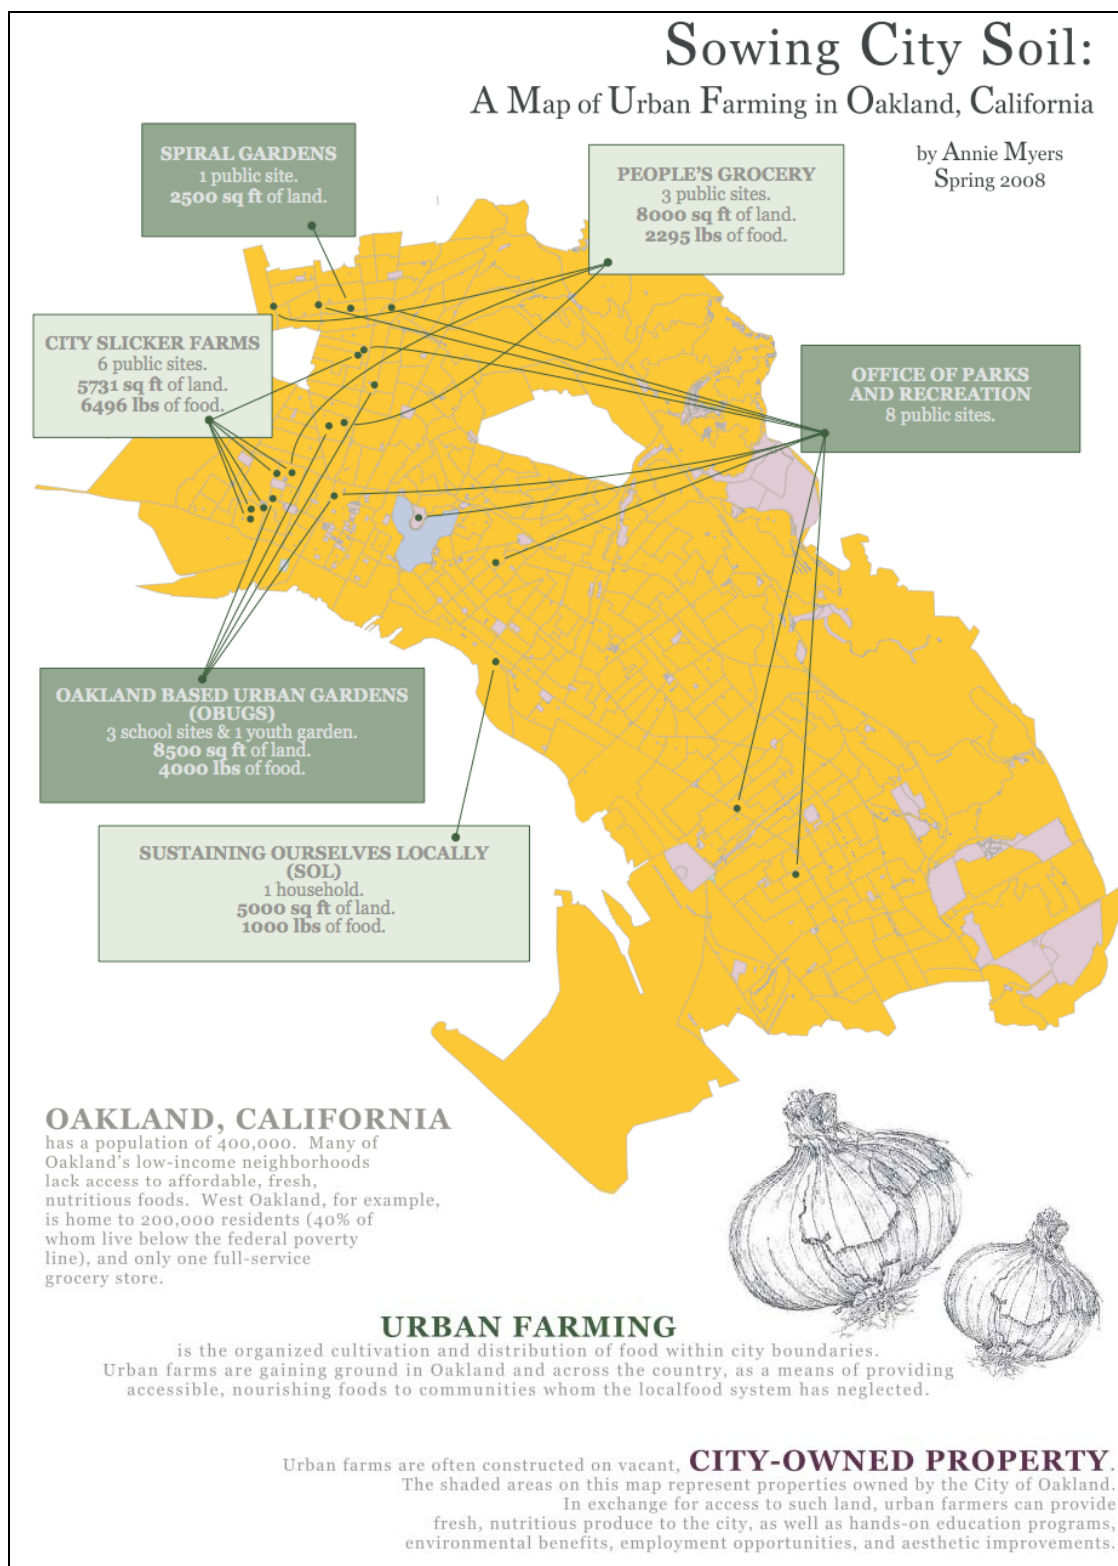 Sowing City Soil:
A Map of Urban Farming in Oakland, California
by Annie Myers
Spring 2008
SPIRAL GARDENS
1 public site.
2500 sq ft of land.
PEOPLE'S GROCERY
3 public sites.
8000 sq ft of land.
2295 lbs of food.
CITY SLICKER FARMS
6 public sites.
5731 sq ft of land.
6496 lbs of food.
OFFICE OF PARKS
AND RECREATION
8 public sites.
OAKLAND BASED URBAN GARDENS
(OBUGS)
3 school sites & 1 youth garden.
8500 sq ft of land.
4000 lbs of food.
SUSTAINING OURSELVES LOCALLY
(SOL)
1 household.
5000 sq ft of land.
1000 lbs of food.
OAKLAND, CALIFORNIA
has a population of 400,000. Many of
Oakland's low-income neighborhoods
lack access to affordable, fresh,
nutritious foods. West Oakland, for example,
is home to 200,000 residents (40% of
whom live below the federal poverty
line), and only one full-service
grocery store.
URBAN FARMING
is the organized cultivation and distribution of food within city boundaries.
Urban farms are gaining ground in Oakland and across the country, as a means of providing
accessible, nourishing foods to communities whom the localfood system has neglected.
Urban farms are often constructed on vacant, CITY-OWNED PROPERTY.
The shaded areas on this map represent properties owned by the City of Oakland.
In exchange for access to such land, urban farmers can provide
fresh, nutritious produce to the city, as well as hands-on education programs,
environmental benefits, employment opportunities, and aesthetic improvements.